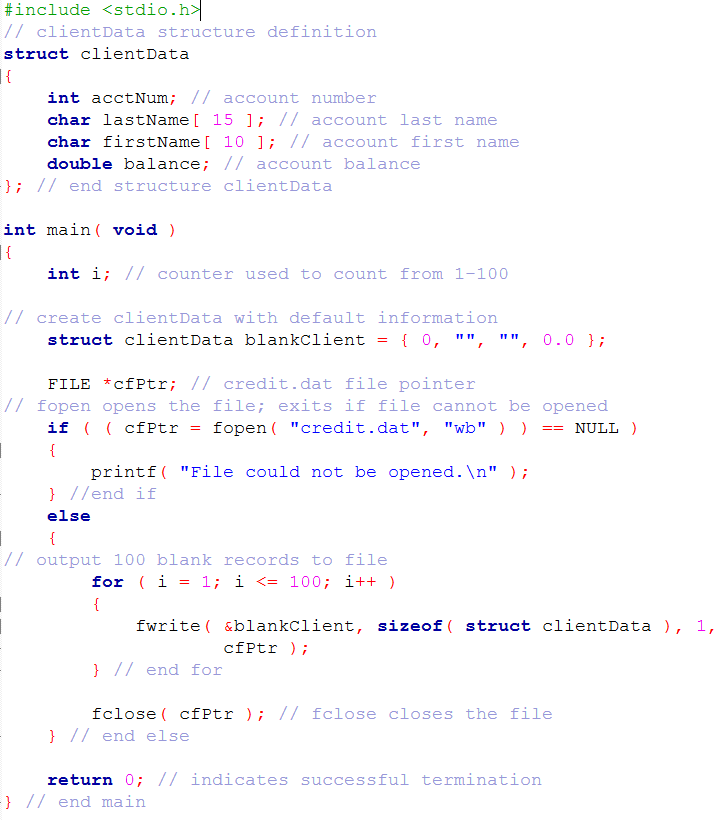 #include <stdio.h>
// clientData structure definition
struct clientData
{
    int acctNum; // account number
    char lastName[ 15 ]; // account last name
    char firstName[ 10 ]; // account first name
    double balance; // account balance
}; // end structure clientData

int main( void )
{
    int i; // counter used to count from 1-100

// create clientData with default information
    struct clientData blankClient = { 0, "", "", 0.0 };

    FILE *cfPtr; // credit.dat file pointer
// fopen opens the file; exits if file cannot be opened
    if ( ( cfPtr = fopen( "credit.dat", "wb" ) ) == NULL )
    {
        printf( "File could not be opened.\n" );
    } //end if
    else
    {
// output 100 blank records to file
        for ( i = 1; i <= 100; i++ )
        {
            fwrite( &blankClient, sizeof( struct clientData ), 1,
                    cfPtr );
        } // end for

        fclose( cfPtr ); // fclose closes the file
    } // end else

    return 0; // indicates successful termination
} // end main